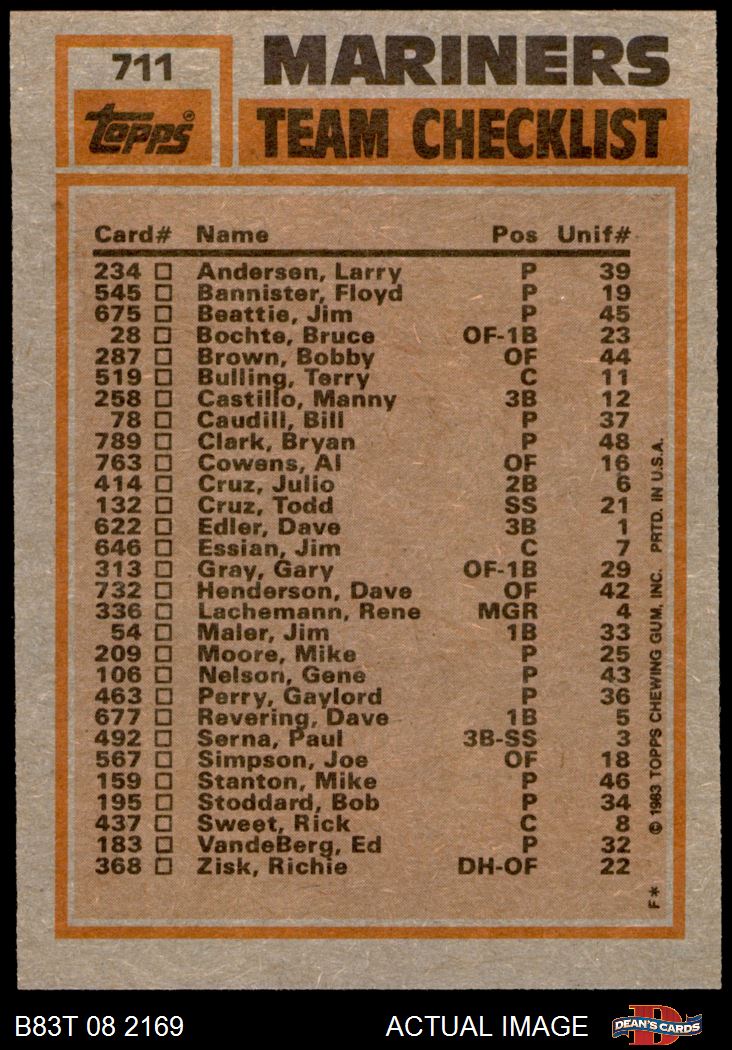 711
MARINERS
Topps®
TEAM CHECKLIST
Card# Name Pos Unif#
234 □ Andersen, Larry P 39
545 □ Bannister, Floyd P 19
675 □ Beattie, Jim P 45
28 □ Bochte, Bruce OF-1B 23
287 □ Brown, Bobby OF 44
519 □ Bulling, Terry C 11
258 □ Castillo, Manny 3B 12
78 □ Caudill, Bill P 37
789 □ Clark, Bryan P 48
763 □ Cowens, Al OF 16
414 □ Cruz, Julio 2B 6
132 □ Cruz, Todd SS 21
622 □ Edler, Dave 3B 1
646 □ Essian, Jim C 7
313 □ Gray, Gary OF-1B 29
732 □ Henderson, Dave OF 42
336 □ Lachemann, Rene MGR 4
54 □ Maler, Jim 1B 33
209 □ Moore, Mike P 25
106 □ Nelson, Gene P 43
463 □ Perry, Gaylord P 36
677 □ Revering, Dave 1B 5
492 □ Serna, Paul 3B-SS 3
567 □ Simpson, Joe OF 18
159 □ Stanton, Mike P 46
195 □ Stoddard, Bob P 34
437 □ Sweet, Rick C 8
183 □ VandeBerg, Ed P 32
368 □ Zisk, Richie DH-OF 22
F* © 1983 TOPPS CHEWING GUM, INC. PRTD. IN U.S.A.
B83T 08 2169 ACTUAL IMAGE
D
DEAN'S CARDS